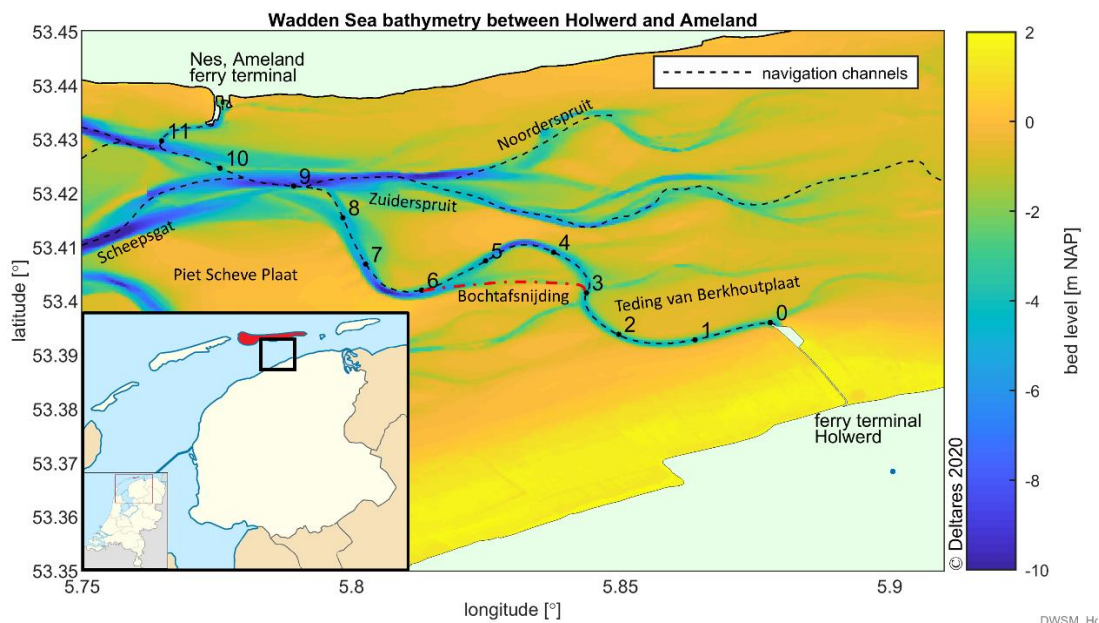 Wadden Sea bathymetry between Holwerd and Ameland
53.45
53.44
53.43
53.42
53.41
53.4
53.39
53.38
53.37
53.36
53.35
latitude [°]
5.75
5.8
5.85
5.9
longitude [°]
Nes, Ameland
ferry terminal
navigation channels
Noorderspruit
11
10
9
8
7
6
5
4
3
2
1
0
Zuiderspruit
Scheepsgat
Piet Scheve Plaat
Bochtafsnijding
Teding van Berkhoutplaat
ferry terminal
Holwerd
© Deltares 2020
2
0
-2
-4
-6
-8
-10
bed level [m NAP]